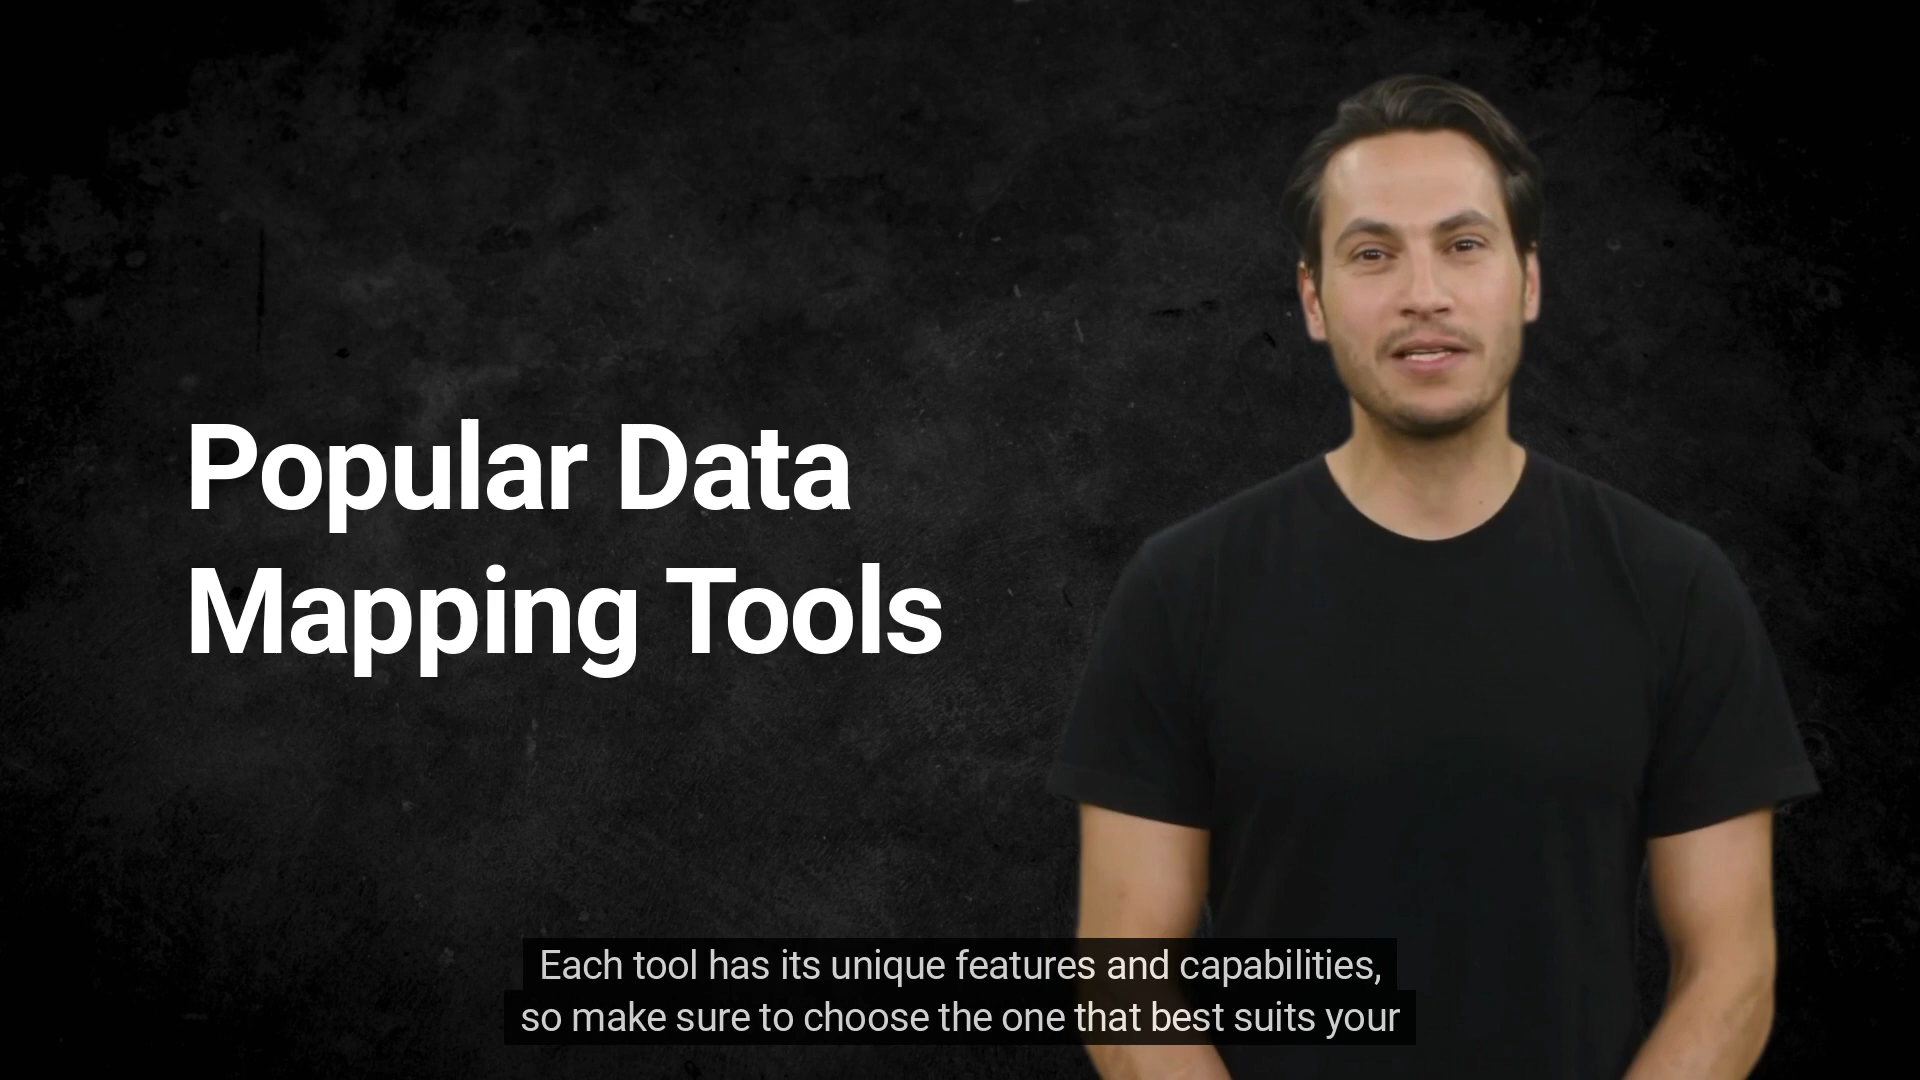 Popular Data
Mapping Tools
Each tool has its unique features and capabilities,
so make sure to choose the one that best suits your